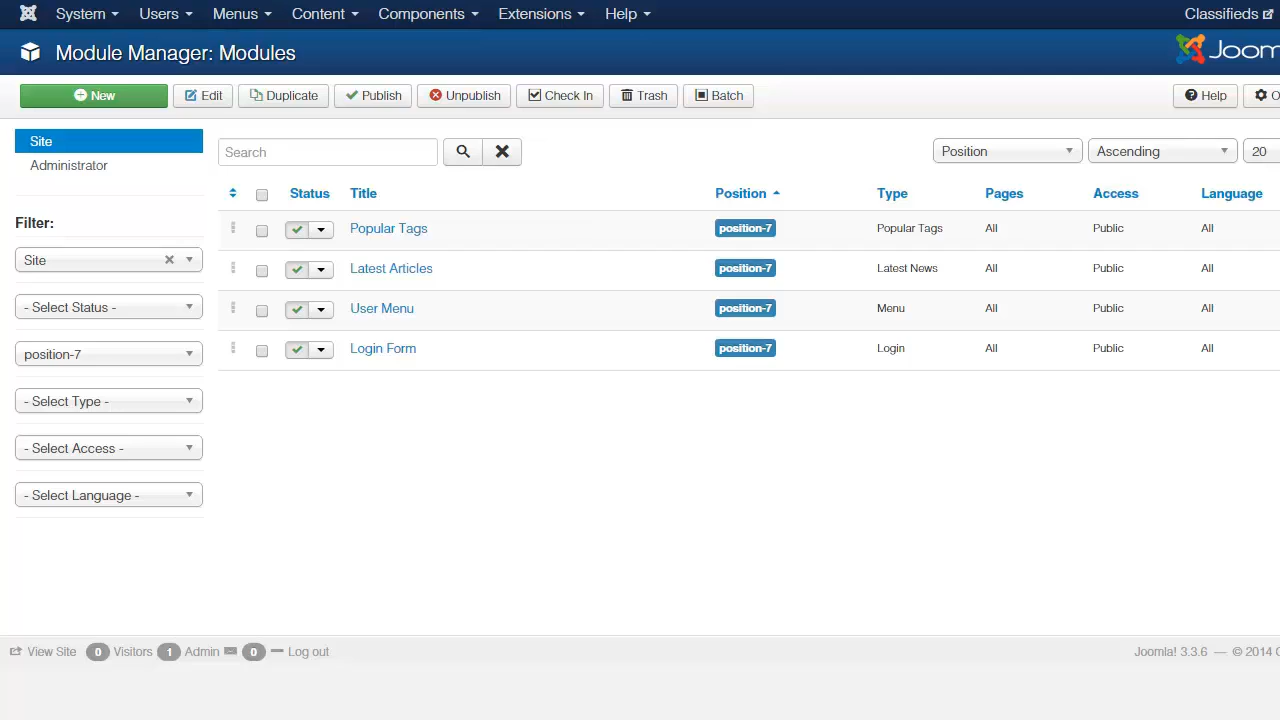 System Users Menus Content Components Extensions Help Classifieds
Module Manager: Modules
New Edit Duplicate Publish Unpublish Check In Trash Batch Help
Site
Administrator
Search Position Ascending 20
Status Title Position Type Pages Access Language
Filter:
Popular Tags position-7 Popular Tags All Public All
Site
Latest Articles position-7 Latest News All Public All
- Select Status -
User Menu position-7 Menu All Public All
position-7
Login Form position-7 Login All Public All
- Select Type -
- Select Access -
- Select Language -
View Site 0 Visitors 1 Admin 0 Log out Joomla! 3.3.6 — © 2014